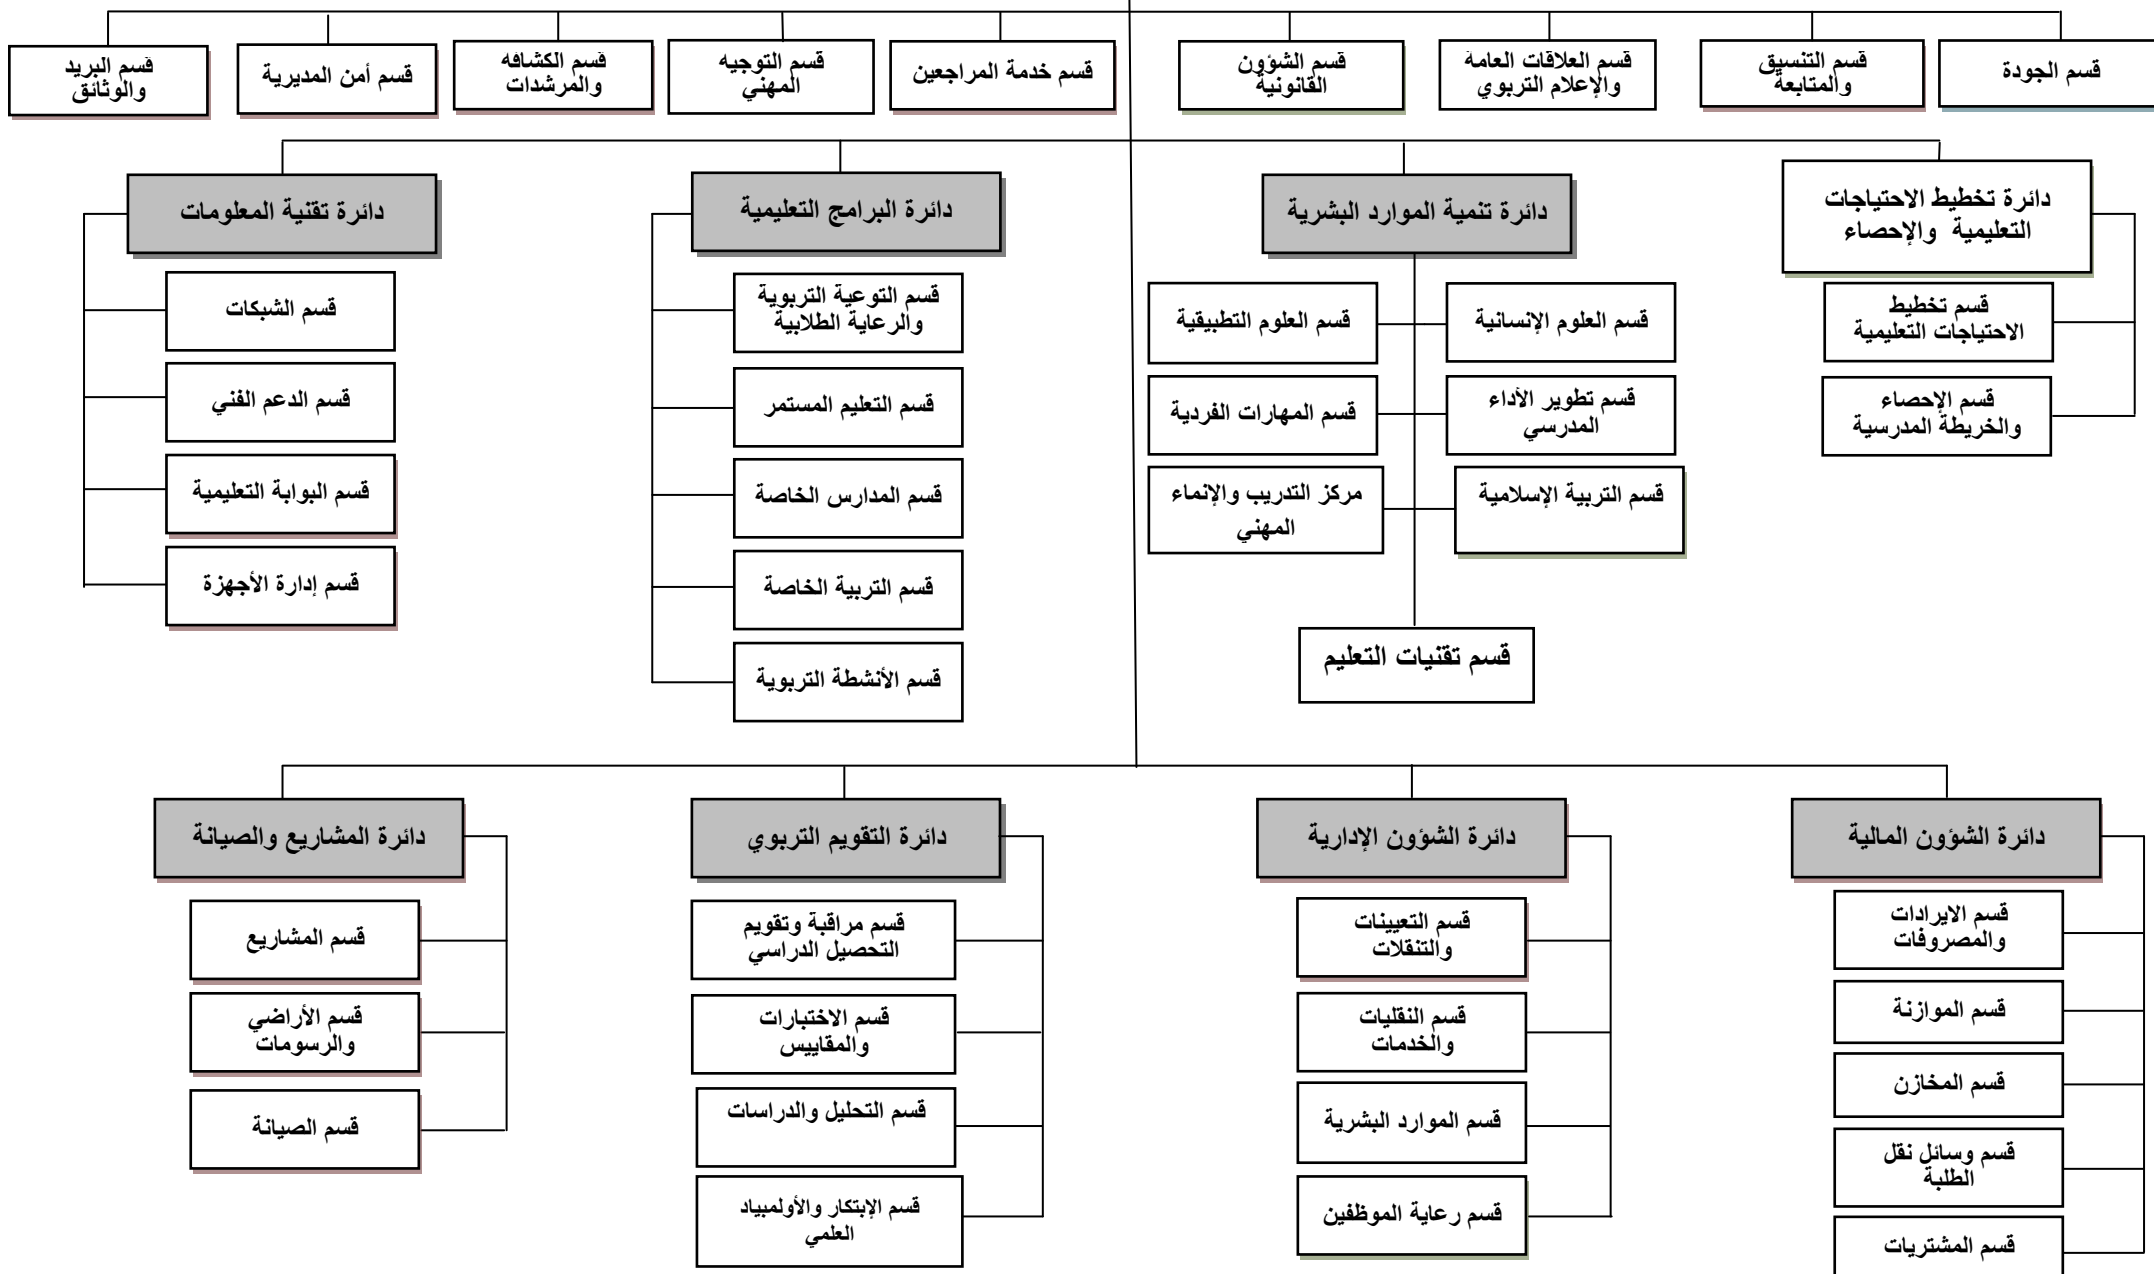 قسم الجودة
قسم التنسيق
والمتابعة
قسم العلاقات العامة
والإعلام التربوي
قسم الشؤون
القانونية
قسم خدمة المراجعين
قسم التوجيه
المهني
قسم الكشافه
والمرشدات
قسم أمن المديرية
قسم البريد
والوثائق
دائرة تخطيط الاحتياجات
التعليمية والإحصاء
قسم تخطيط
الاحتياجات التعليمية
قسم الإحصاء
والخريطة المدرسية
دائرة تنمية الموارد البشرية
قسم العلوم الإنسانية
قسم العلوم التطبيقية
قسم تطوير الأداء
المدرسي
قسم المهارات الفردية
قسم التربية الإسلامية
مركز التدريب والإنماء
المهني
قسم تقنيات التعليم
دائرة البرامج التعليمية
قسم التوعية التربوية
والرعاية الطلابية
قسم التعليم المستمر
قسم المدارس الخاصة
قسم التربية الخاصة
قسم الأنشطة التربوية
دائرة تقنية المعلومات
قسم الشبكات
قسم الدعم الفني
قسم البوابة التعليمية
قسم إدارة الأجهزة
دائرة الشؤون المالية
قسم الايرادات
والمصروفات
قسم الموازنة
قسم المخازن
قسم وسائل نقل
الطلبة
قسم المشتريات
دائرة الشؤون الإدارية
قسم التعيينات
والتنقلات
قسم النقليات
والخدمات
قسم الموارد البشرية
قسم رعاية الموظفين
دائرة التقويم التربوي
قسم مراقبة وتقويم
التحصيل الدراسي
قسم الاختبارات
والمقاييس
قسم التحليل والدراسات
قسم الإبتكار والأولمبياد
العلمي
دائرة المشاريع والصيانة
قسم المشاريع
قسم الأراضي
والرسومات
قسم الصيانة